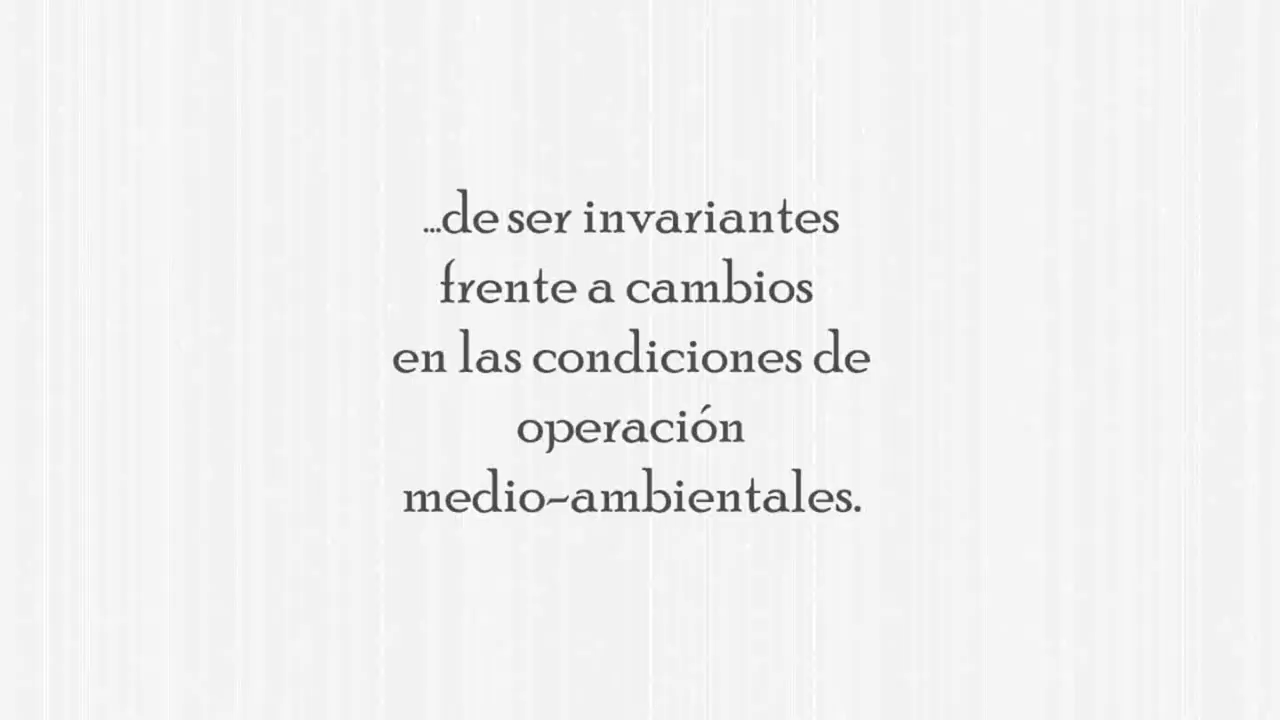 ...de ser invariantes
frente a cambios
en las condiciones de
operación
medio-ambientales.